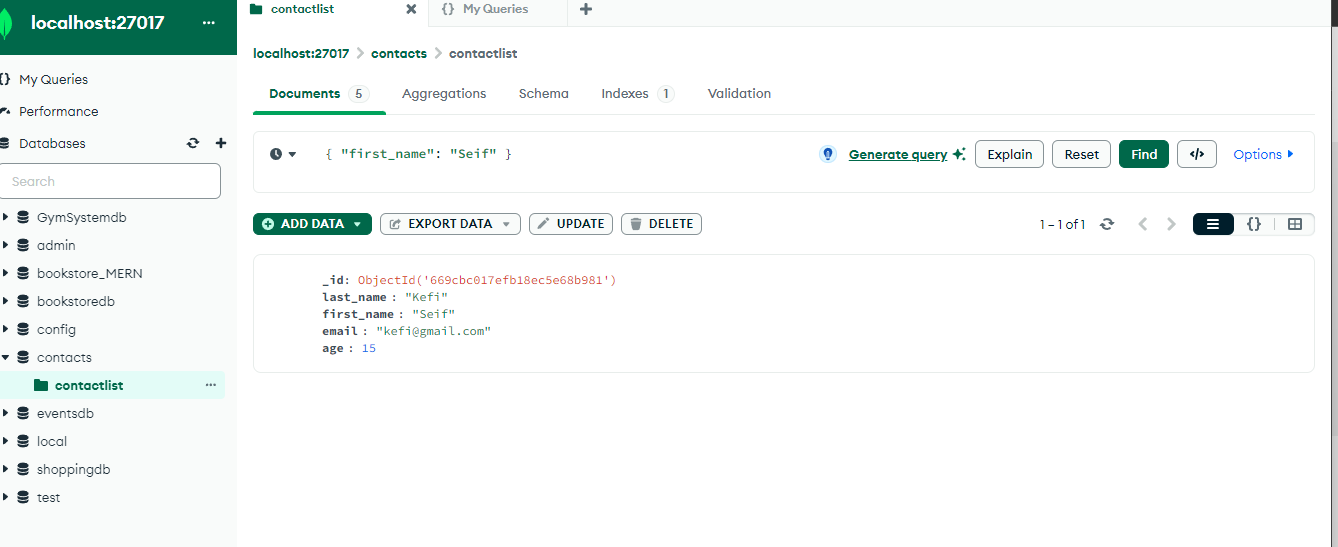 localhost:27017 ...
contactlist
{} My Queries
localhost:27017 > contacts > contactlist
{} My Queries
Performance
Databases
Search
GymSystemdb
admin
bookstore_MERN
bookstoredb
config
contacts
contactlist ...
eventsdb
local
shoppingdb
test
Documents 5 Aggregations Schema Indexes 1 Validation
{ "first_name": "Seif" }
Generate query Explain Reset Find </> Options
ADD DATA EXPORT DATA UPDATE DELETE 1 – 1 of 1 {}
_id: ObjectId('669cbc017efb18ec5e68b981')
last_name : "Kefi"
first_name : "Seif"
email : "kefi@gmail.com"
age : 15